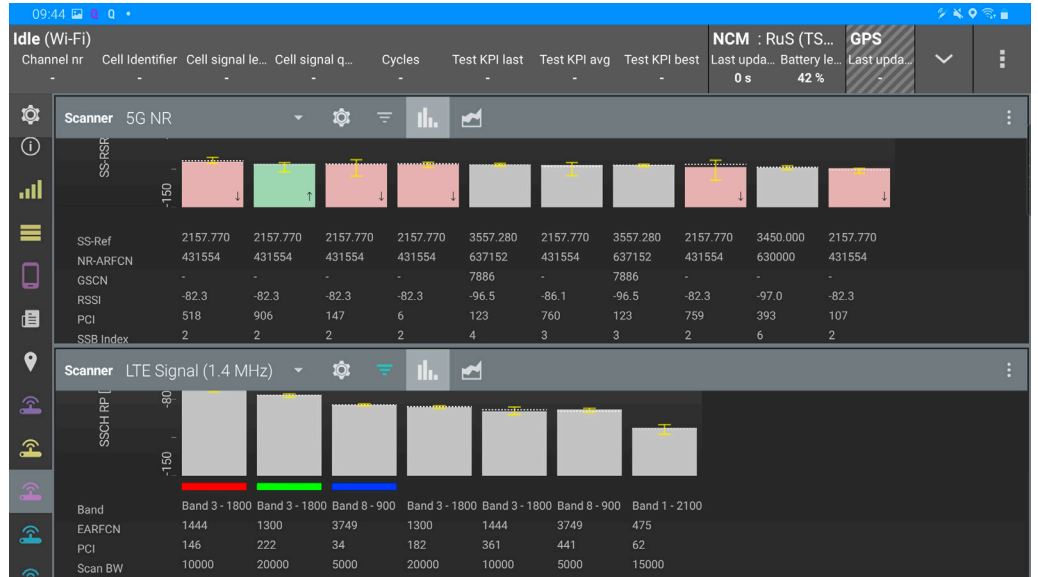 09:44 Q Q •
Idle (Wi-Fi) NCM : RuS (TS... GPS
Channel nr Cell Identifier Cell signal le... Cell sig​nal q... Cycles Test KPI last Test KPI avg Test KPI best Last upda... Battery le... Last upda...
- - - - - - - - 0 s 42 % -
Scanner 5G NR
SS-RSR
-150
↓ ↑ ↓ ↓ ↓ ↓
SS-Ref 2157.770 2157.770 2157.770 2157.770 3557.280 2157.770 3557.280 2157.770 3450.000 2157.770
NR-ARFCN 431554 431554 431554 431554 637152 431554 637152 431554 630000 431554
GSCN - - - - 7886 - 7886 - - -
RSSI -82.3 -82.3 -82.3 -82.3 -96.5 -86.1 -96.5 -82.3 -97.0 -82.3
PCI 518 906 147 6 123 760 123 759 393 107
SSB Index 2 2 2 2 4 3 3 2 6 2
Scanner LTE Signal (1.4 MHz)
SSCH RP [
-80
-150
Band Band 3 - 1800 Band 3 - 1800 Band 8 - 900 Band 3 - 1800 Band 3 - 1800 Band 8 - 900 Band 1 - 2100
EARFCN 1444 1300 3749 1300 1444 3749 475
PCI 146 222 34 182 361 441 62
Scan BW 10000 20000 5000 20000 10000 5000 15000